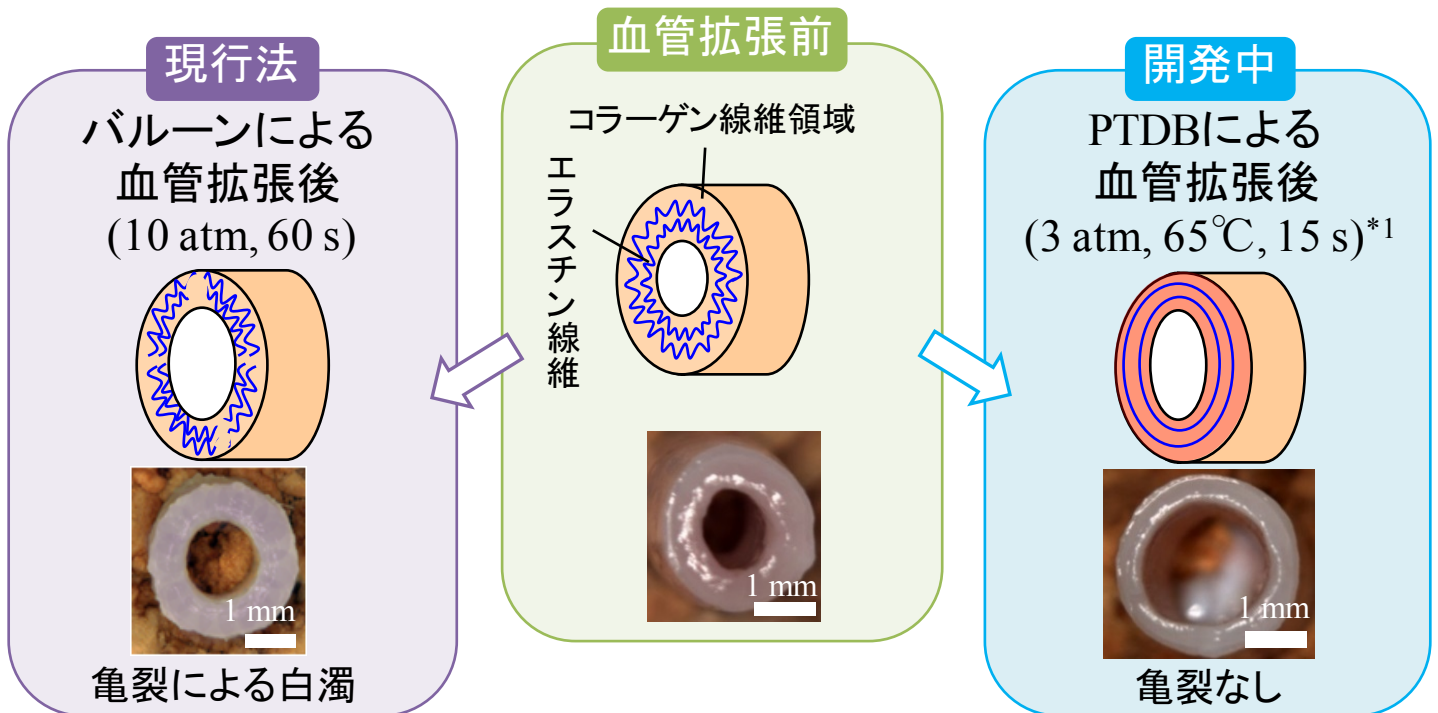 現行法
バルーンによる
血管拡張後
(10 atm, 60 s)
1 mm
亀裂による白濁
血管拡張前
コラーゲン線維領域
エラスチン線維
1 mm
開発中
PTDBによる
血管拡張後
(3 atm, 65℃, 15 s)*1
1 mm
亀裂なし